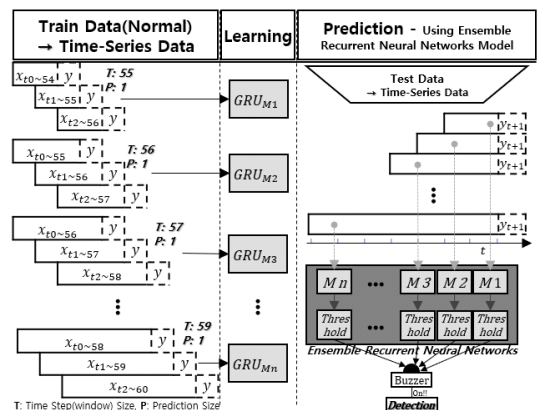 Train Data(Normal)
→ Time-Series Data
Learning
Prediction - Using Ensemble
Recurrent Neural Networks Model
x_t0~54 y
x_t1~55 y
x_t2~56 y
T: 55
P: 1
GRU_M1
x_t0~55 y
x_t1~56 y
x_t2~57 y
T: 56
P: 1
GRU_M2
x_t0~56 y
x_t1~57 y
x_t2~58 y
T: 57
P: 1
GRU_M3
x_t0~58 y
x_t1~59 y
x_t2~60 y
T: 59
P: 1
GRU_Mn
T: Time Step(window) Size, P: Prediction Size
Test Data
→ Time-Series Data
y_t+1
y_t+1
y_t+1
y_t+1
t
Mn ••• M3 M2 M1
Thres hold ••• Thres hold Thres hold Thres hold
Ensemble Recurrent Neural Networks
Buzzer
On!!
Detection